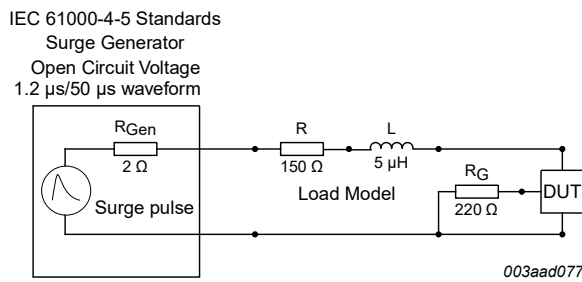 IEC 61000-4-5 Standards
Surge Generator
Open Circuit Voltage
1.2 μs/50 μs waveform
RGen
2 Ω
Surge pulse
R
150 Ω
L
5 μH
Load Model
RG
220 Ω
DUT
003aad077